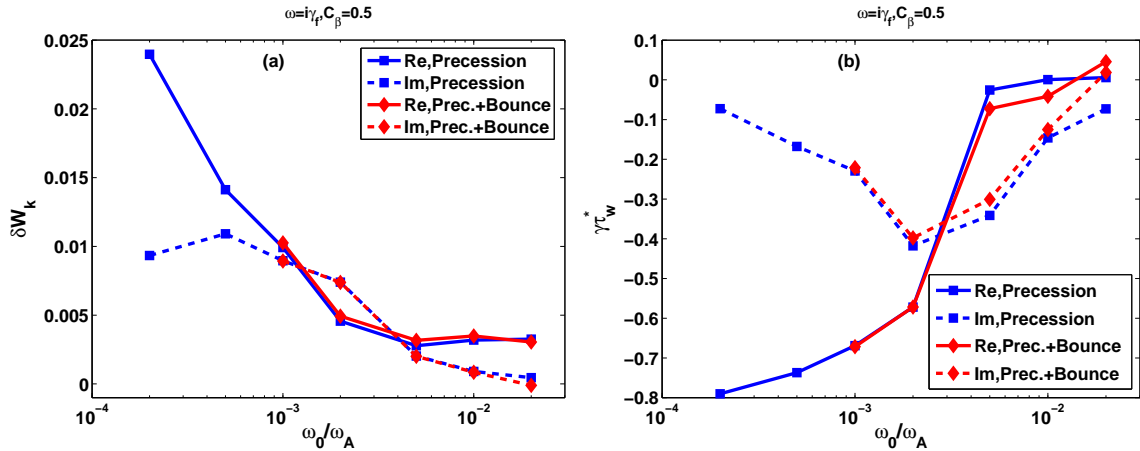 ω=iγ_f,C_β=0.5
(a)
Re,Precession
Im,Precession
Re,Prec.+Bounce
Im,Prec.+Bounce
0.025
0.02
0.015
0.01
0.005
0
δW_k
10^−4
10^−3
10^−2
ω_0/ω_A
ω=iγ_f,C_β=0.5
(b)
0.1
0
−0.1
−0.2
−0.3
−0.4
−0.5
−0.6
−0.7
−0.8
γτ_w^*
Re,Precession
Im,Precession
Re,Prec.+Bounce
Im,Prec.+Bounce
10^−4
10^−3
10^−2
ω_0/ω_A